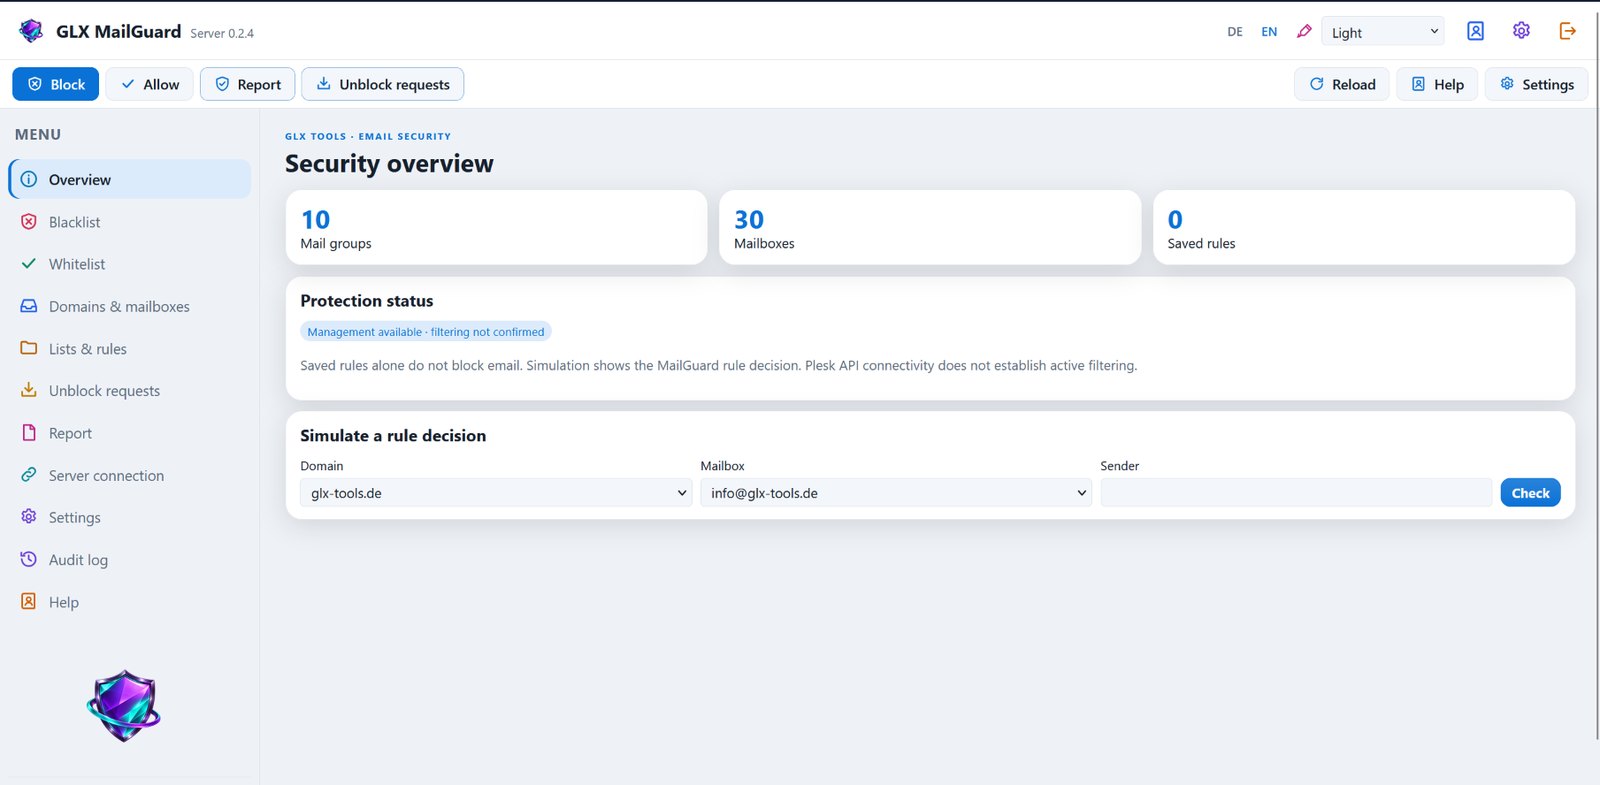 GLX MailGuard Server 0.2.4
DE EN Light
Block Allow Report Unblock requests
Reload Help Settings
MENU
Overview
Blacklist
Whitelist
Domains & mailboxes
Lists & rules
Unblock requests
Report
Server connection
Settings
Audit log
Help
GLX TOOLS · EMAIL SECURITY
Security overview
10
Mail groups
30
Mailboxes
0
Saved rules
Protection status
Management available · filtering not confirmed
Saved rules alone do not block email. Simulation shows the MailGuard rule decision. Plesk API connectivity does not establish active filtering.
Simulate a rule decision
Domain Mailbox Sender
glx-tools.de info@glx-tools.de Check